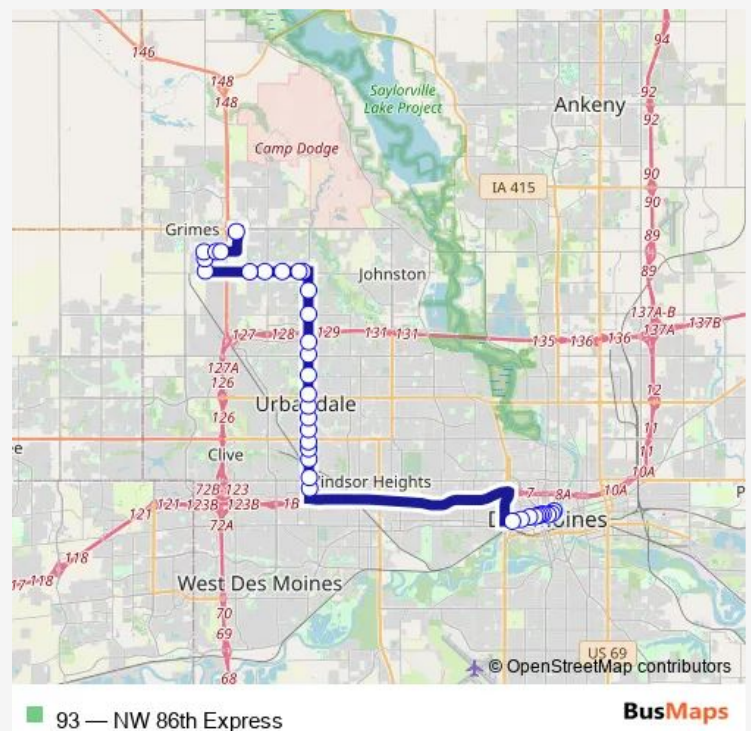 146
94
148
148
Saylorville
Lake Project
Ankeny
92
92
Camp Dodge
IA 415
90
90
Grimes
89
89
Johnston
137A-B
137B
137A
127
128
129
131
131
135
136
136
127A
126
126
12
Urbandale
11
11
Clive
10A
72B
123
indsor Heights
7
8A
10A
P
121
123B
123B
1B
121
72A
118
118
West Des Moines
70
69
68
US 69
© OpenStreetMap contributors
93 — NW 86th Express
BusMaps